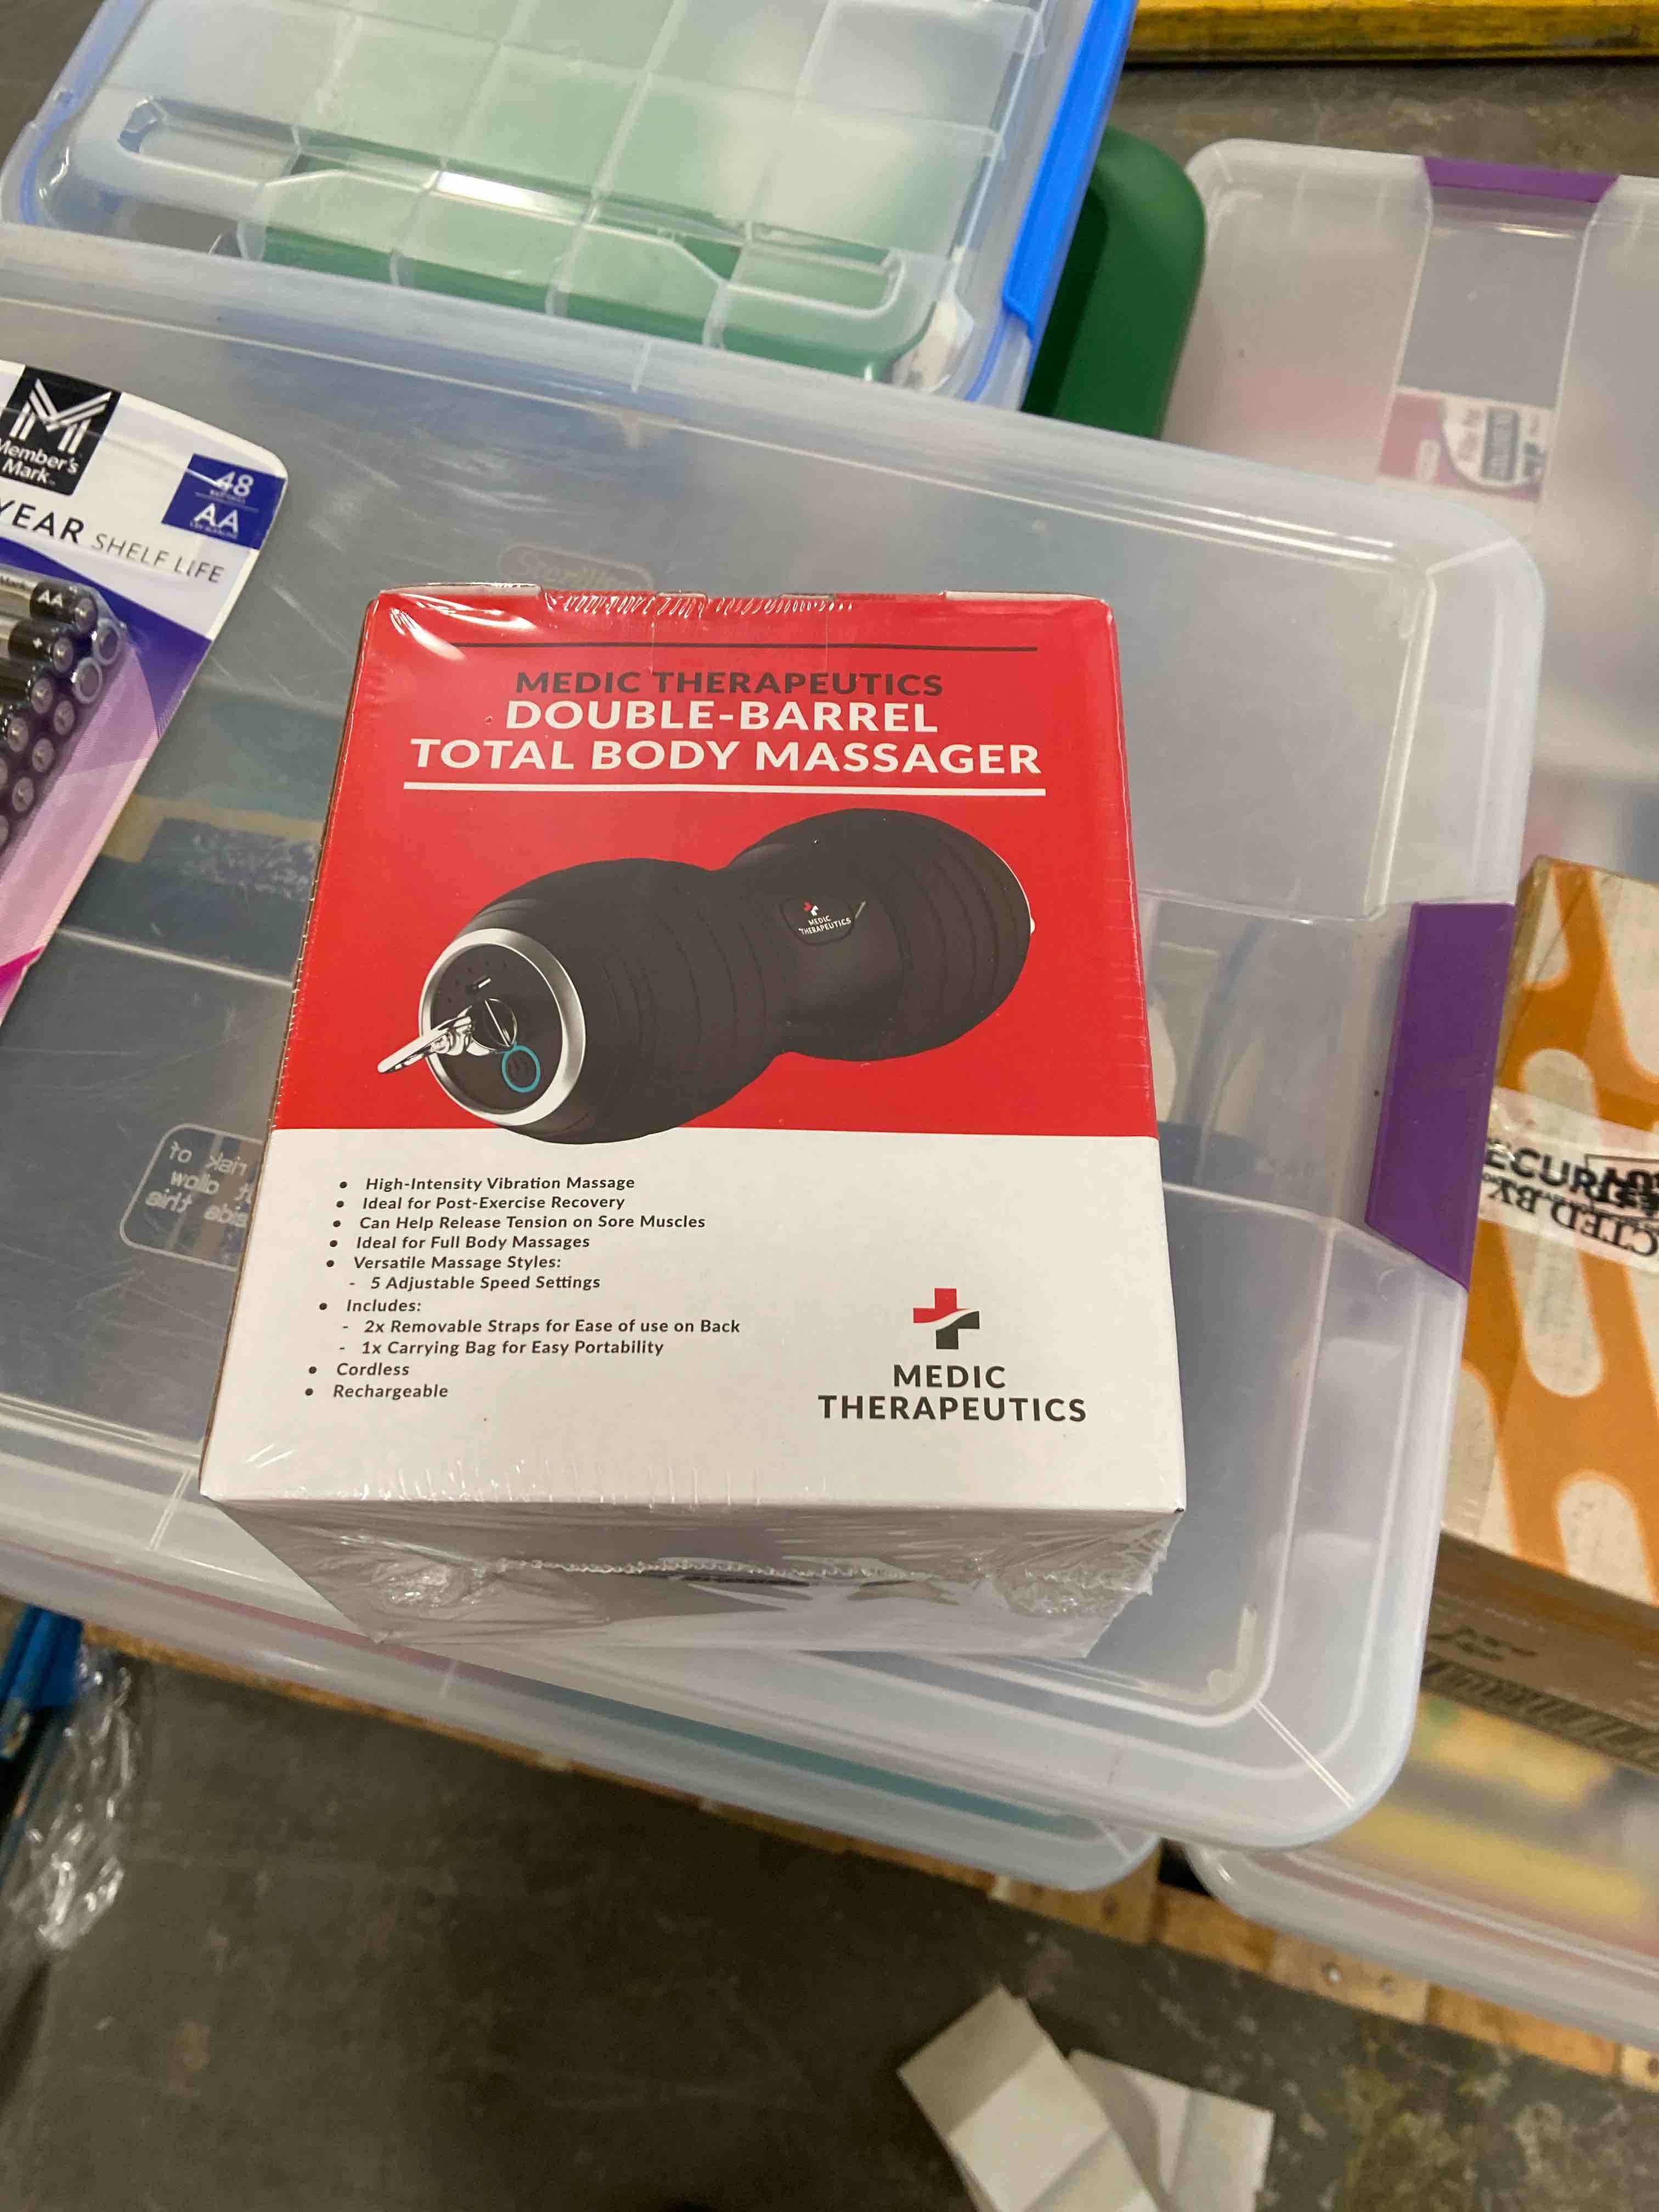 Member's
Mark
48
AA
YEAR SHELF LIFE
AA
Sterilite
MEDIC THERAPEUTICS
DOUBLE-BARREL
TOTAL BODY MASSAGER
MEDIC
THERAPEUTICS
• High-Intensity Vibration Massage
• Ideal for Post-Exercise Recovery
• Can Help Release Tension on Sore Muscles
• Ideal for Full Body Massages
• Versatile Massage Styles:
- 5 Adjustable Speed Settings
• Includes:
- 2x Removable Straps for Ease of use on Back
- 1x Carrying Bag for Easy Portability
• Cordless
• Rechargeable
MEDIC
THERAPEUTICS
risk of